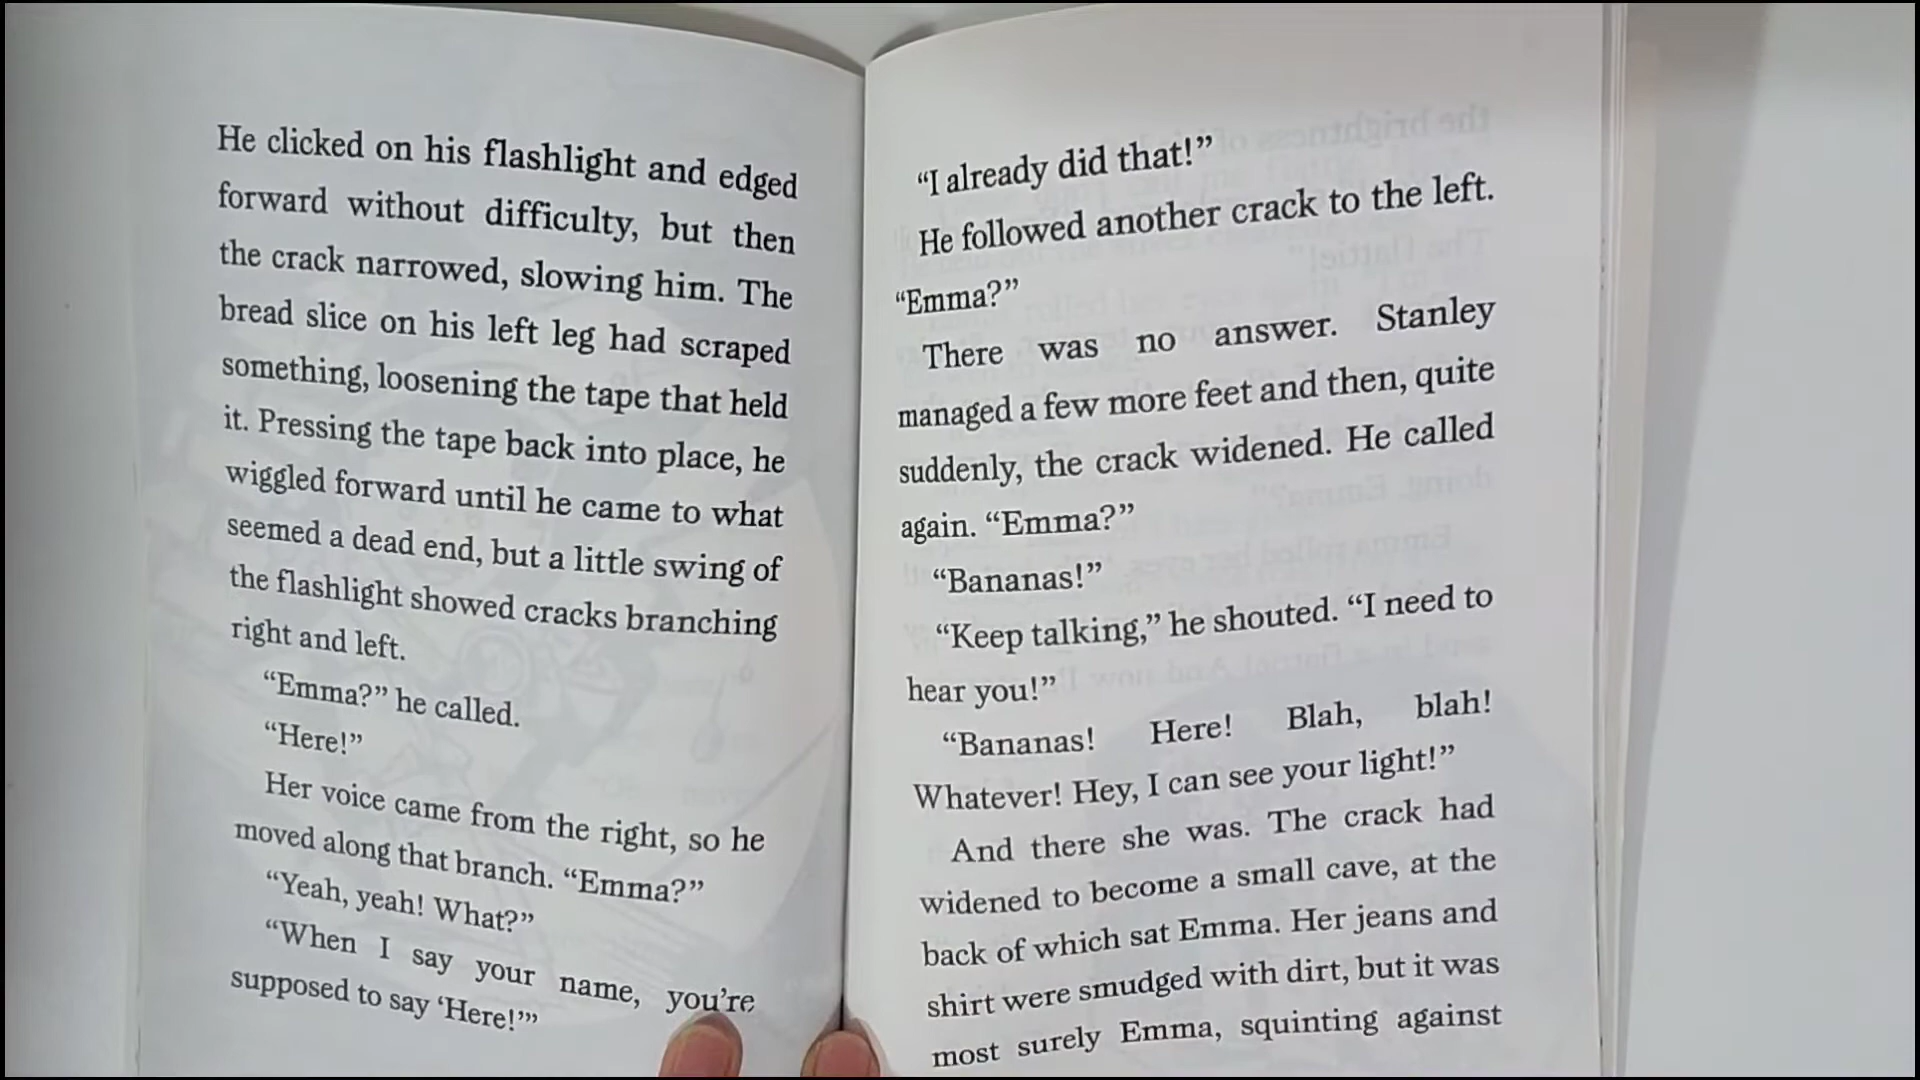 He clicked on his flashlight and edged
forward without difficulty, but then
the crack narrowed, slowing him. The
bread slice on his left leg had scraped
something, loosening the tape that held
it. Pressing the tape back into place, he
wiggled forward until he came to what
seemed a dead end, but a little swing of
the flashlight showed cracks branching
right and left.
“Emma?” he called.
“Here!”
Her voice came from the right, so he
moved along that branch. “Emma?”
“Yeah, yeah! What?”
“When I say your name, you’re
supposed to say ‘Here!’”
“I already did that!”
He followed another crack to the left.
“Emma?”
There was no answer. Stanley
managed a few more feet and then, quite
suddenly, the crack widened. He called
again. “Emma?”
“Bananas!”
“Keep talking,” he shouted. “I need to
hear you!”
“Bananas! Here! Blah, blah!
Whatever! Hey, I can see your light!”
And there she was. The crack had
widened to become a small cave, at the
back of which sat Emma. Her jeans and
shirt were smudged with dirt, but it was
most surely Emma, squinting against